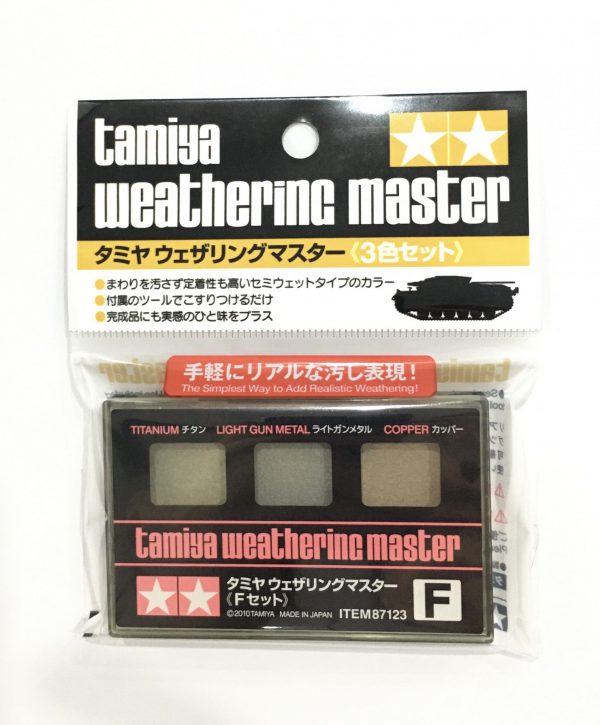 tamiya
weathering master
タミヤ ウェザリングマスター《3色セット》
●まわりを汚さず定着性も高いセミウェットタイプのカラー
●付属のツールでこすりつけるだけ
●完成品にも実感のひと味をプラス
手軽にリアルな汚し表現!
The Simplest Way to Add Realistic Weathering!
TITANIUM チタン LIGHT GUN METAL ライトガンメタル COPPER カッパー
tamiya weathering master
タミヤ ウェザリングマスター
《Fセット》
©2010TAMIYA MADE IN JAPAN ITEM 87123
F